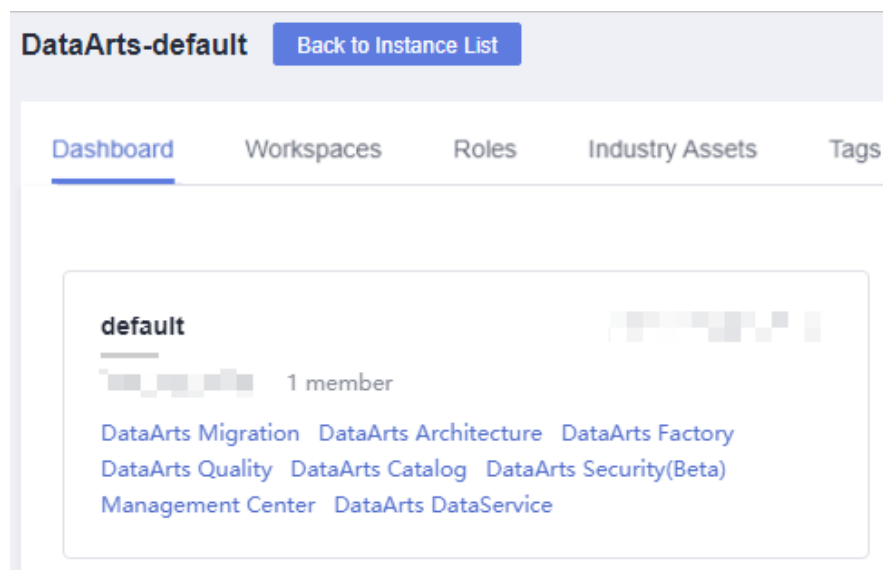 DataArts-default Back to Instance List
Dashboard Workspaces Roles Industry Assets Tags
default
1 member
DataArts Migration DataArts Architecture DataArts Factory
DataArts Quality DataArts Catalog DataArts Security(Beta)
Management Center DataArts DataService